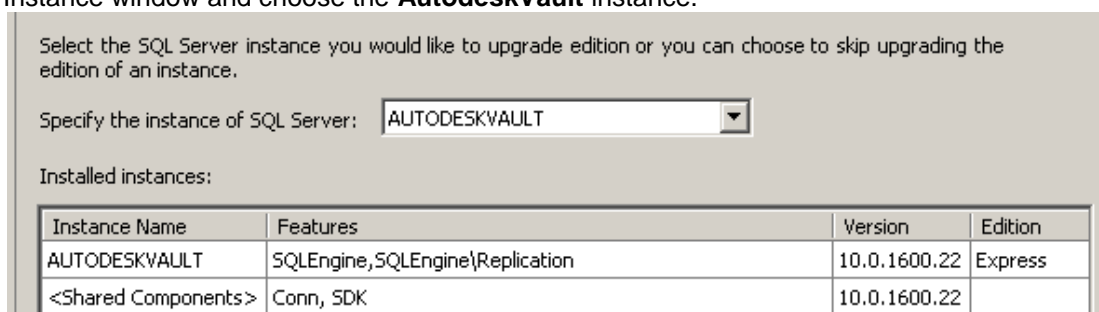 instance window and choose the AutodeskVault instance.
Select the SQL Server instance you would like to upgrade edition or you can choose to skip upgrading the
edition of an instance.
Specify the instance of SQL Server: AUTODESKVAULT
Installed instances:
Instance Name Features Version Edition
AUTODESKVAULT SQLEngine,SQLEngine\Replication 10.0.1600.22 Express
<Shared Components> Conn, SDK 10.0.1600.22